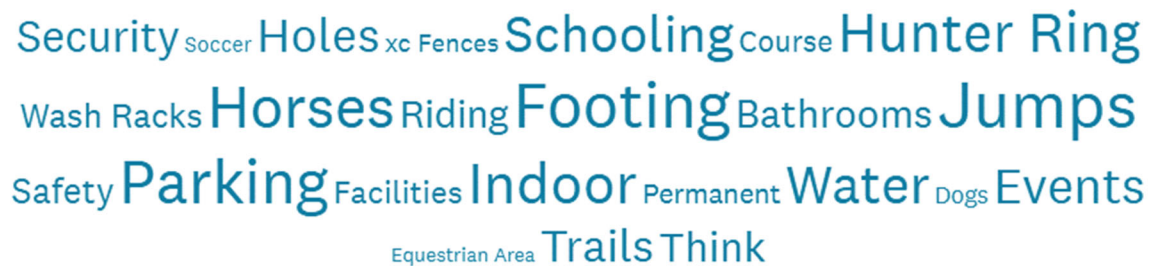 Security Soccer Holes xc Fences Schooling Course Hunter Ring
Wash Racks Horses Riding Footing Bathrooms Jumps
Safety Parking Facilities Indoor Permanent Water Dogs Events
Equestrian Area Trails Think